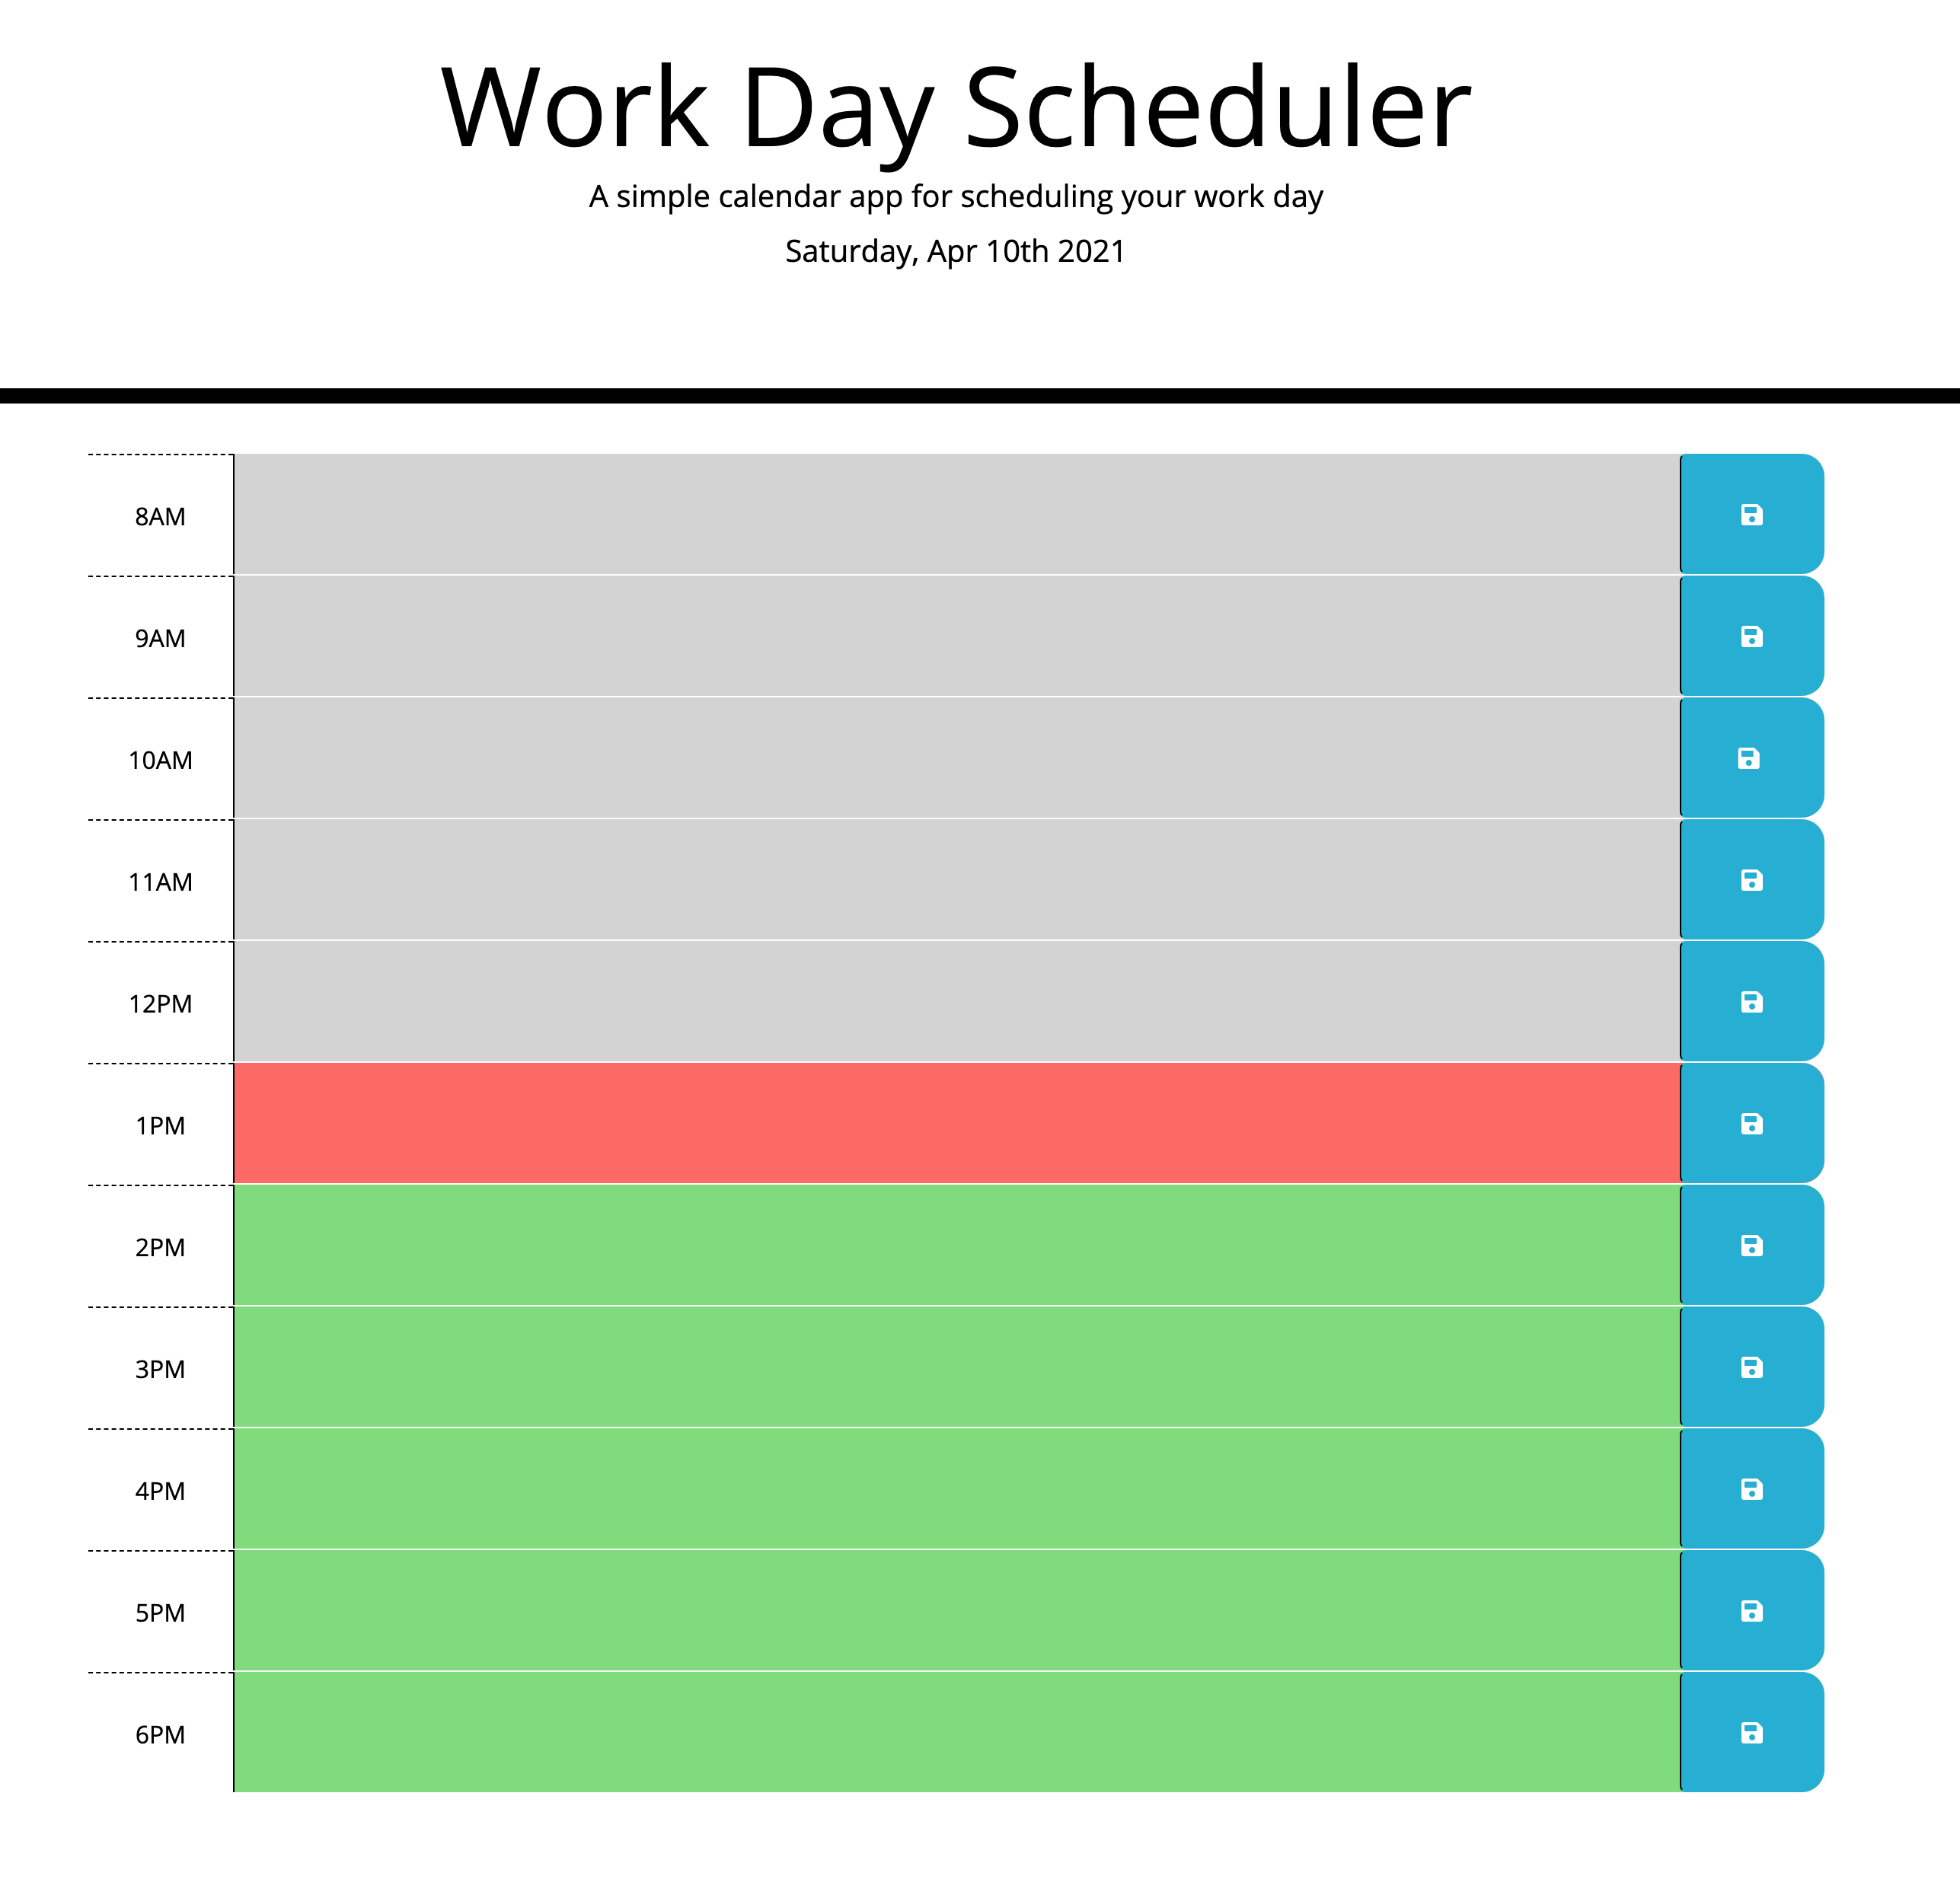 Work Day Scheduler
A simple calendar app for scheduling your work day
Saturday, Apr 10th 2021
8AM
9AM
10AM
11AM
12PM
1PM
2PM
3PM
4PM
5PM
6PM